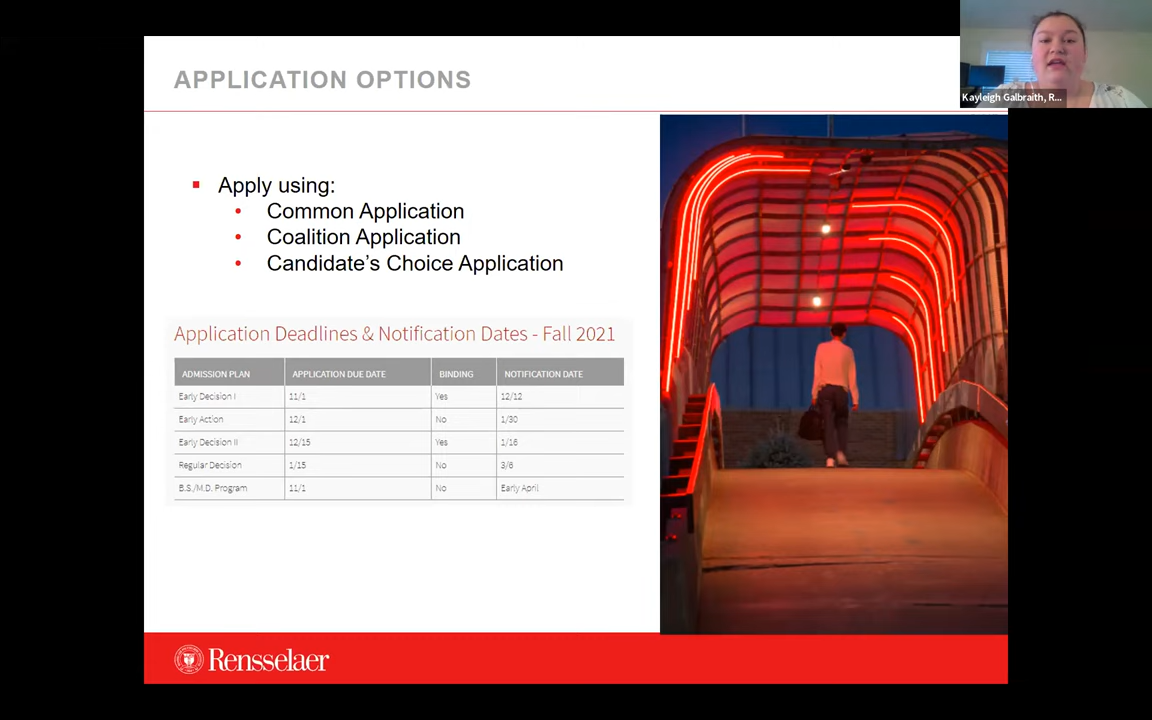 APPLICATION OPTIONS
Kayleigh Galbraith, R...
▪ Apply using:
• Common Application
• Coalition Application
• Candidate's Choice Application
Application Deadlines & Notification Dates - Fall 2021
ADMISSION PLAN APPLICATION DUE DATE BINDING NOTIFICATION DATE
Early Decision I 11/1 Yes 12/12
Early Action 12/1 No 1/30
Early Decision II 12/15 Yes 1/16
Regular Decision 1/15 No 3/6
B.S./M.D. Program 11/1 No Early April
Rensselaer